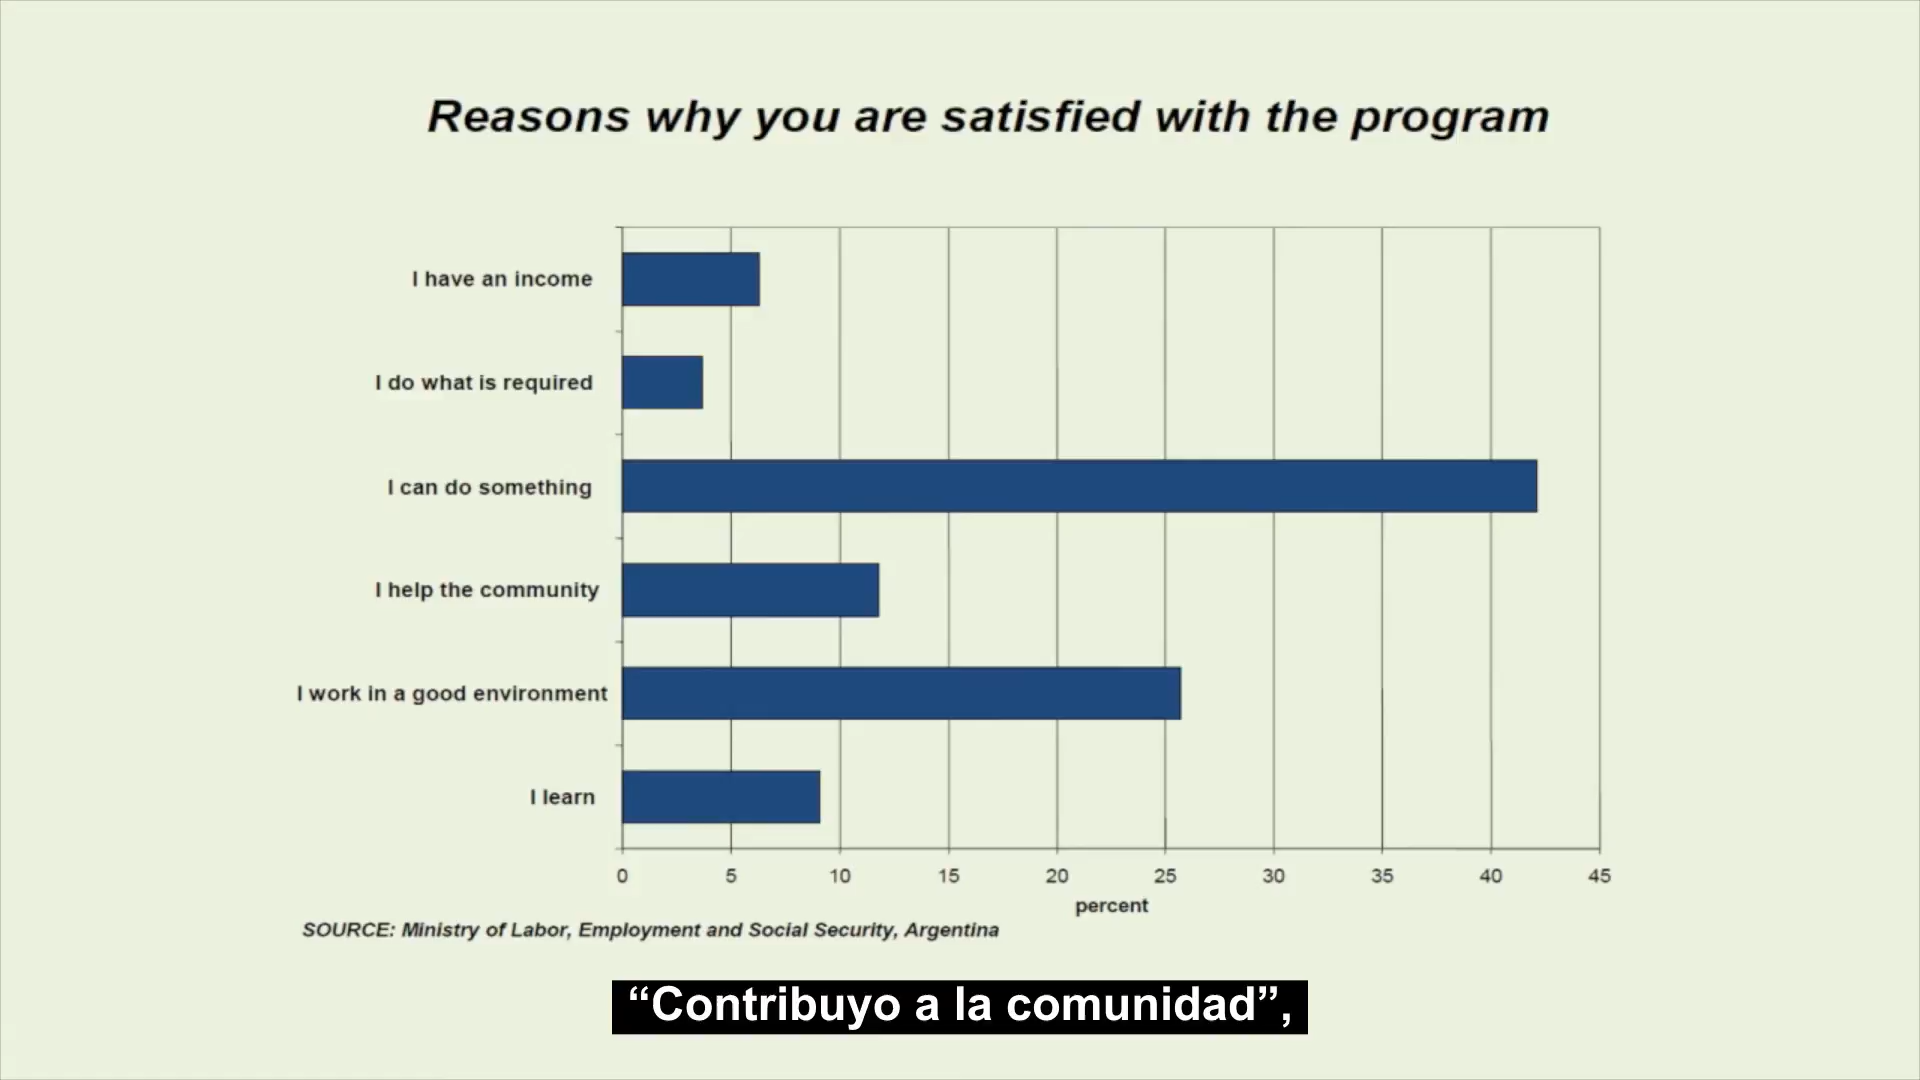 Reasons why you are satisfied with the program
I have an income
I do what is required
I can do something
I help the community
I work in a good environment
I learn
0 5 10 15 20 25 30 35 40 45
percent
SOURCE: Ministry of Labor, Employment and Social Security, Argentina
“Contribuyo a la comunidad”,